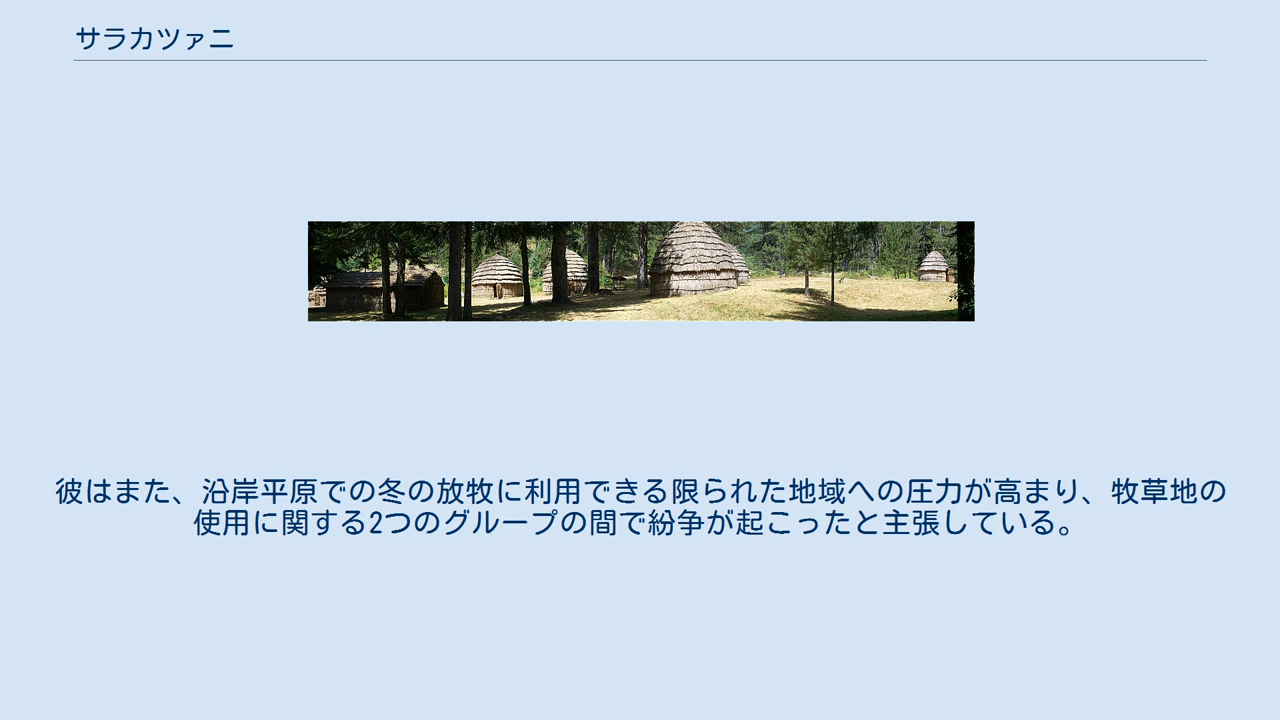 サラカツァニ
彼はまた、沿岸平原での冬の放牧に利用できる限られた地域への圧力が高まり、牧草地の
使用に関する2つのグループの間で紛争が起こったと主張している。